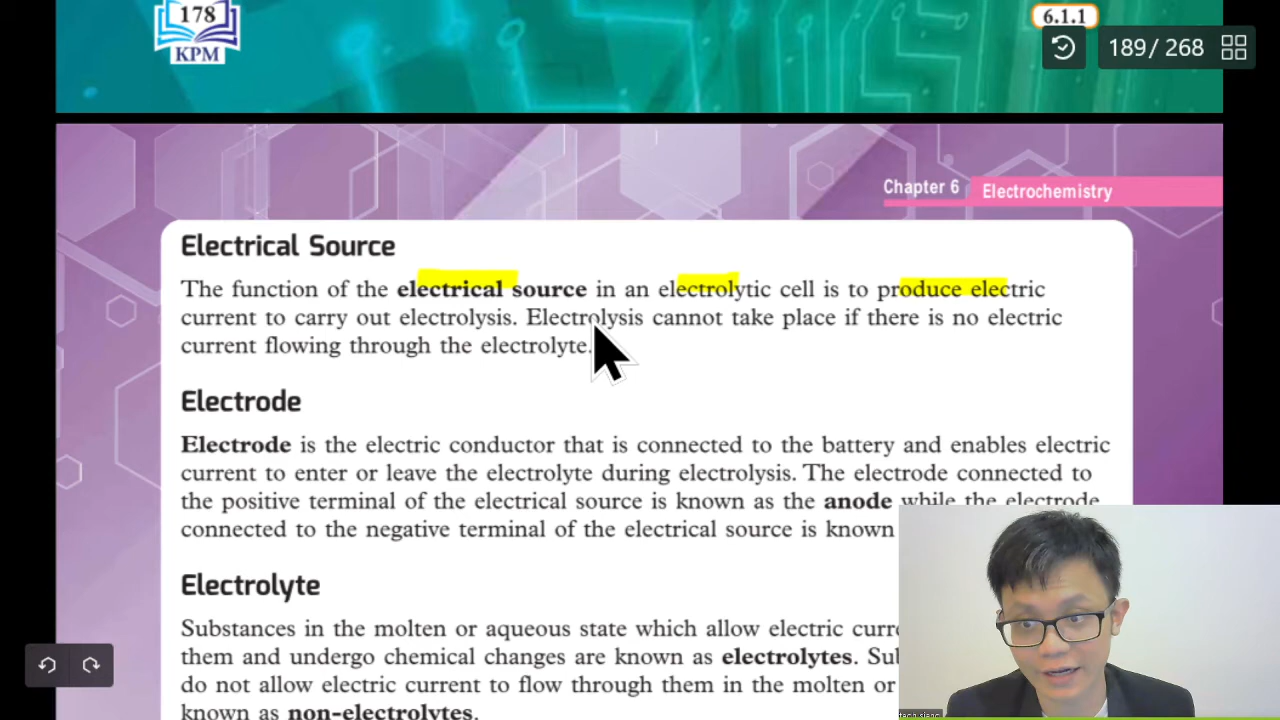 178
KPM
6.1.1
189/ 268
Chapter 6
Electrochemistry
Electrical Source
The function of the electrical source in an electrolytic cell is to produce electric
current to carry out electrolysis. Electrolysis cannot take place if there is no electric
current flowing through the electrolyte.
Electrode
Electrode is the electric conductor that is connected to the battery and enables electric
current to enter or leave the electrolyte during electrolysis. The electrode connected to
the positive terminal of the electrical source is known as the anode while the electrode
connected to the negative terminal of the electrical source is known
Electrolyte
Substances in the molten or aqueous state which allow electric curr
them and undergo chemical changes are known as electrolytes. Su
do not allow electric current to flow through them in the molten or
known as non-electrolytes.